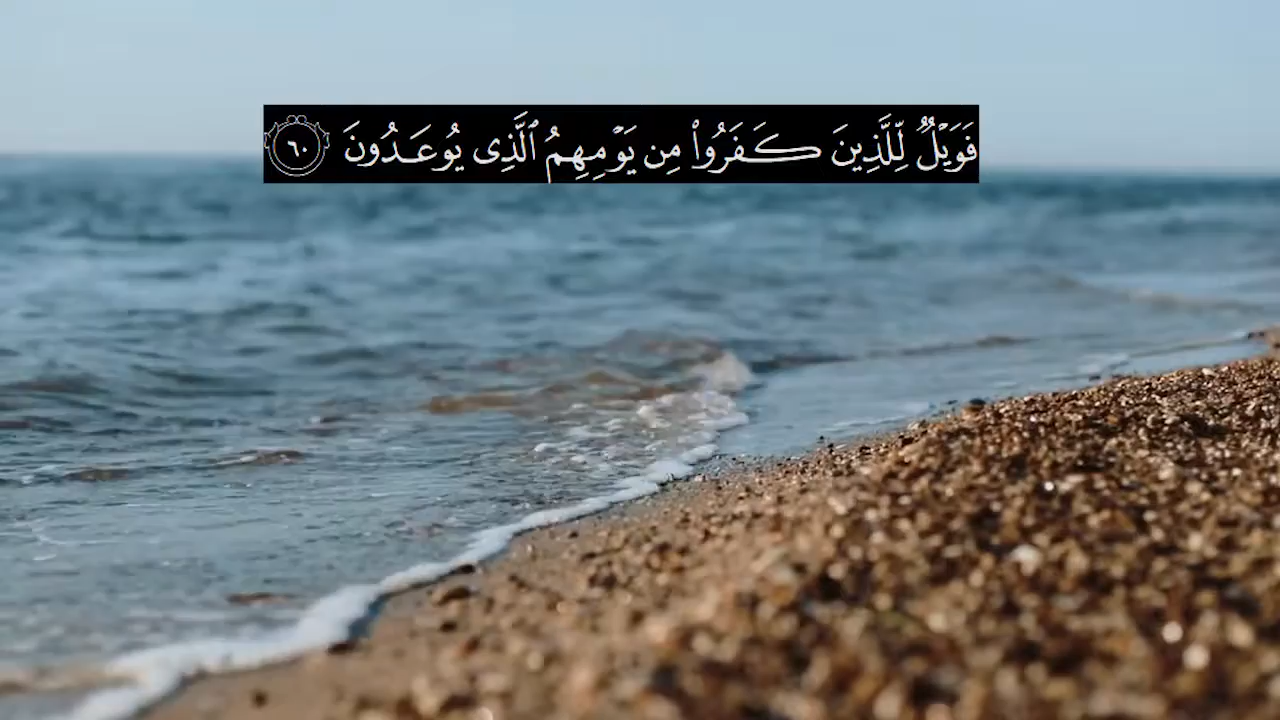 فَوَيْلٌ لِّلَّذِينَ كَفَرُوا۟ مِن يَوْمِهِمُ ٱلَّذِى يُوعَدُونَ ٦٠